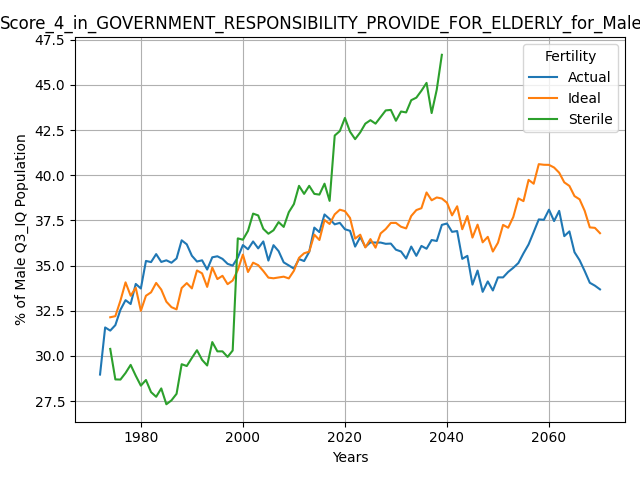 Score_4_in_GOVERNMENT_RESPONSIBILITY_PROVIDE_FOR_ELDERLY_for_Male
47.5
45.0
42.5
40.0
37.5
35.0
32.5
30.0
27.5
% of Male Q3_IQ Population
Fertility
Actual
Ideal
Sterile
1980
2000
2020
2040
2060
Years